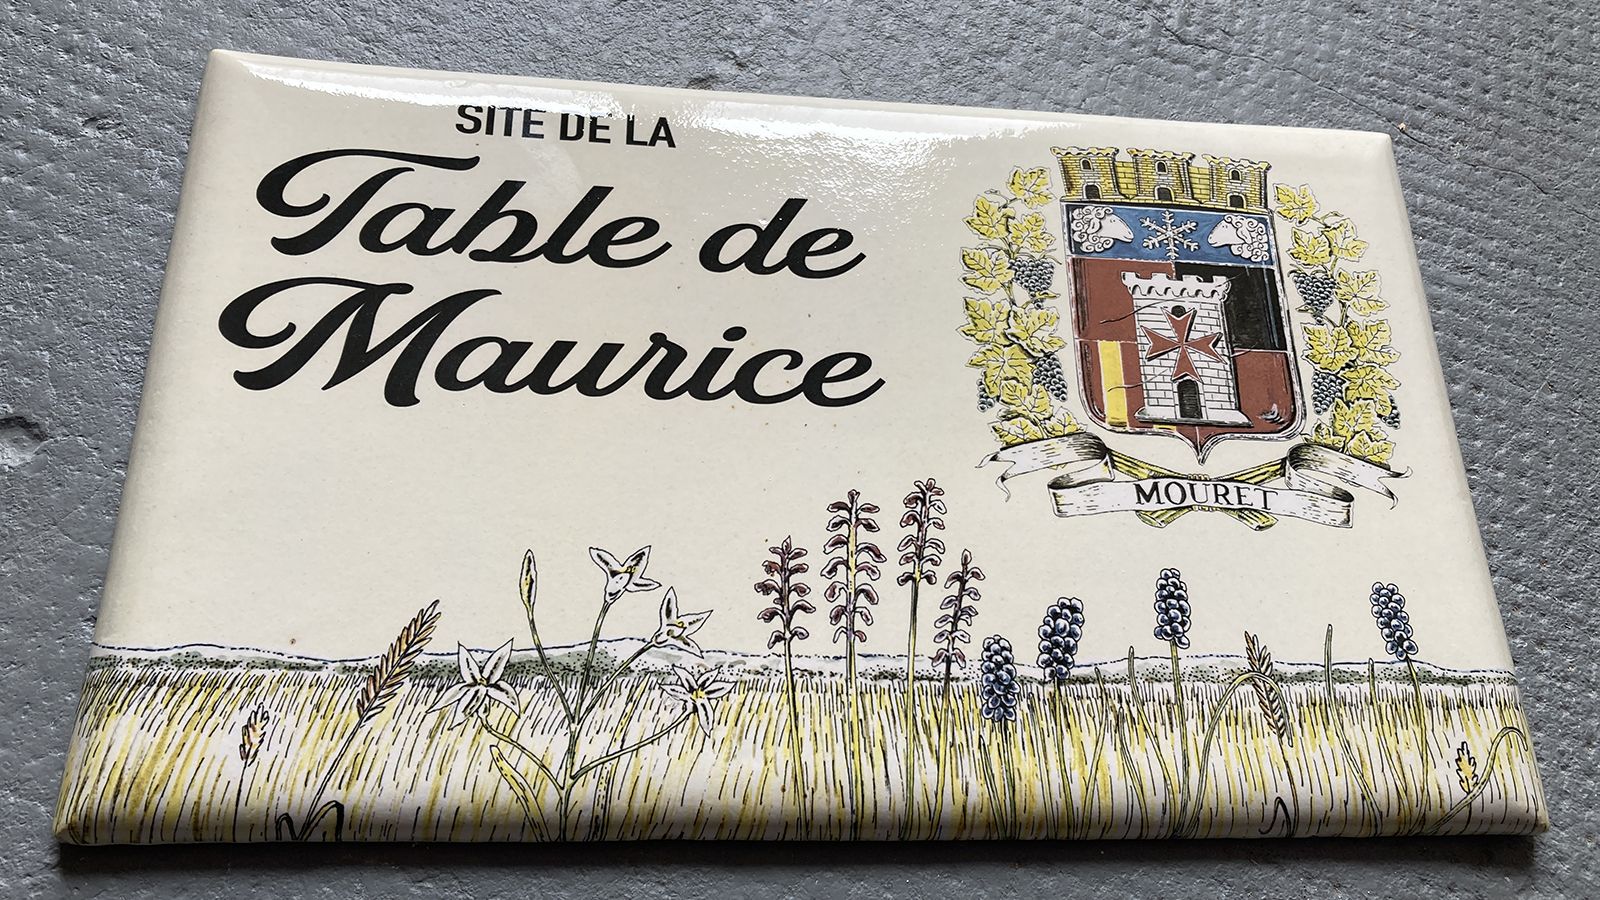 SITE DE LA
Table de
Maurice
MOURET